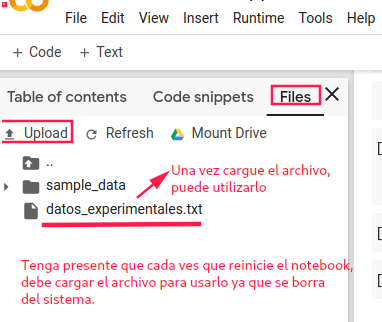 File Edit View Insert Runtime Tools He
+ Code + Text
Table of contents Code snippets Files
Upload Refresh Mount Drive
..
Una vez cargue el archivo,
sample_data
puede utilizarlo
datos_experimentales.txt
Tenga presente que cada ves que reinicie el notebook,
debe cargar el archivo para usarlo ya que se borra
del sistema.